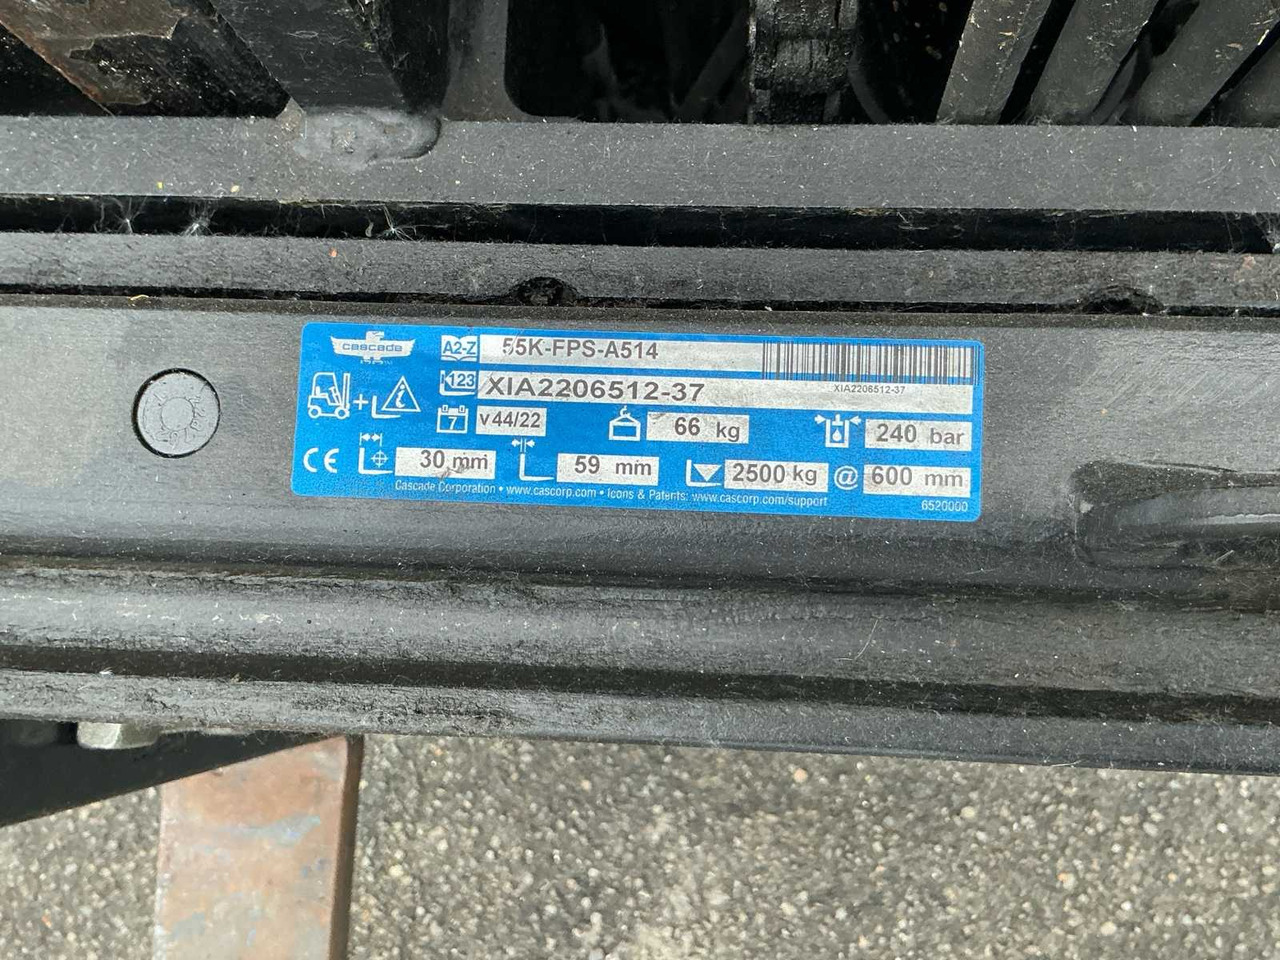 cascade
A2-Z 55K-FPS-A514
123 XIA2206512-37
XIA2206512-37
7 v44/22 66 kg 240 bar
CE 30 mm 59 mm 2500 kg @ 600 mm
Cascade Corporation • www.cascorp.com • Icons & Patents: www.cascorp.com/support
6520000